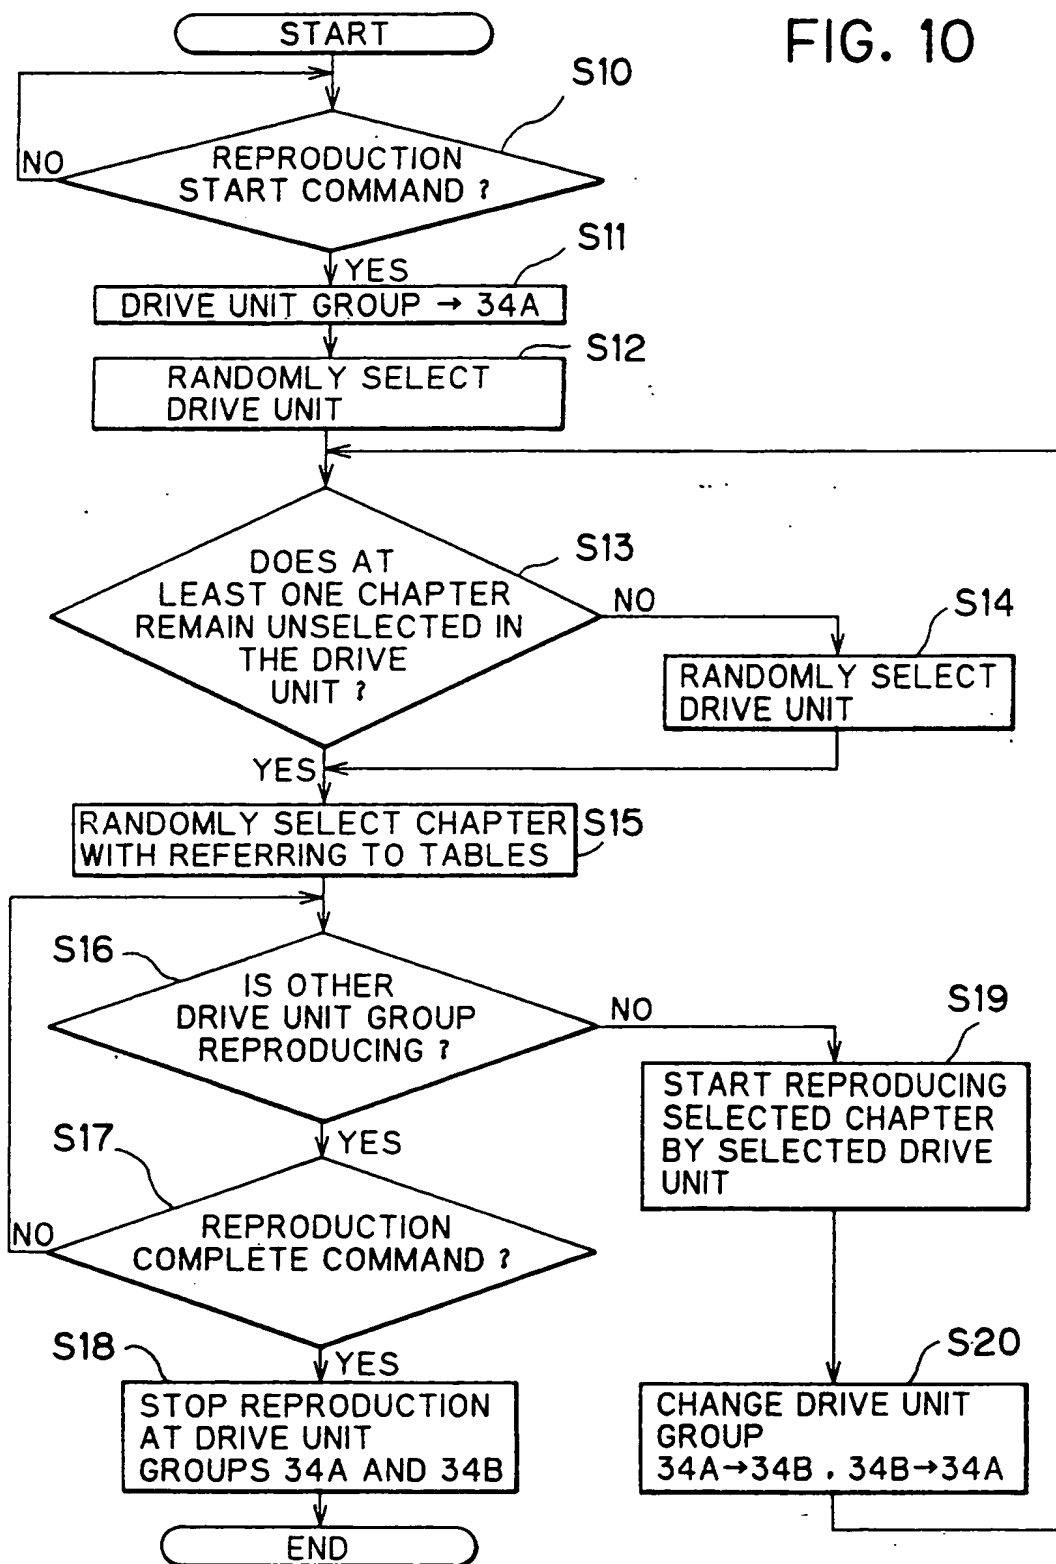 FIG. 10
START
S10
REPRODUCTION
START COMMAND ?
NO
YES
S11
DRIVE UNIT GROUP → 34A
S12
RANDOMLY SELECT
DRIVE UNIT
S13
DOES AT
LEAST ONE CHAPTER
REMAIN UNSELECTED IN
THE DRIVE
UNIT ?
NO
S14
RANDOMLY SELECT
DRIVE UNIT
YES
RANDOMLY SELECT CHAPTER
WITH REFERRING TO TABLES
S15
S16
IS OTHER
DRIVE UNIT GROUP
REPRODUCING ?
NO
S19
START REPRODUCING
SELECTED CHAPTER
BY SELECTED DRIVE
UNIT
YES
S17
REPRODUCTION
COMPLETE COMMAND ?
NO
YES
S18
STOP REPRODUCTION
AT DRIVE UNIT
GROUPS 34A AND 34B
S20
CHANGE DRIVE UNIT
GROUP
34A→34B , 34B→34A
END